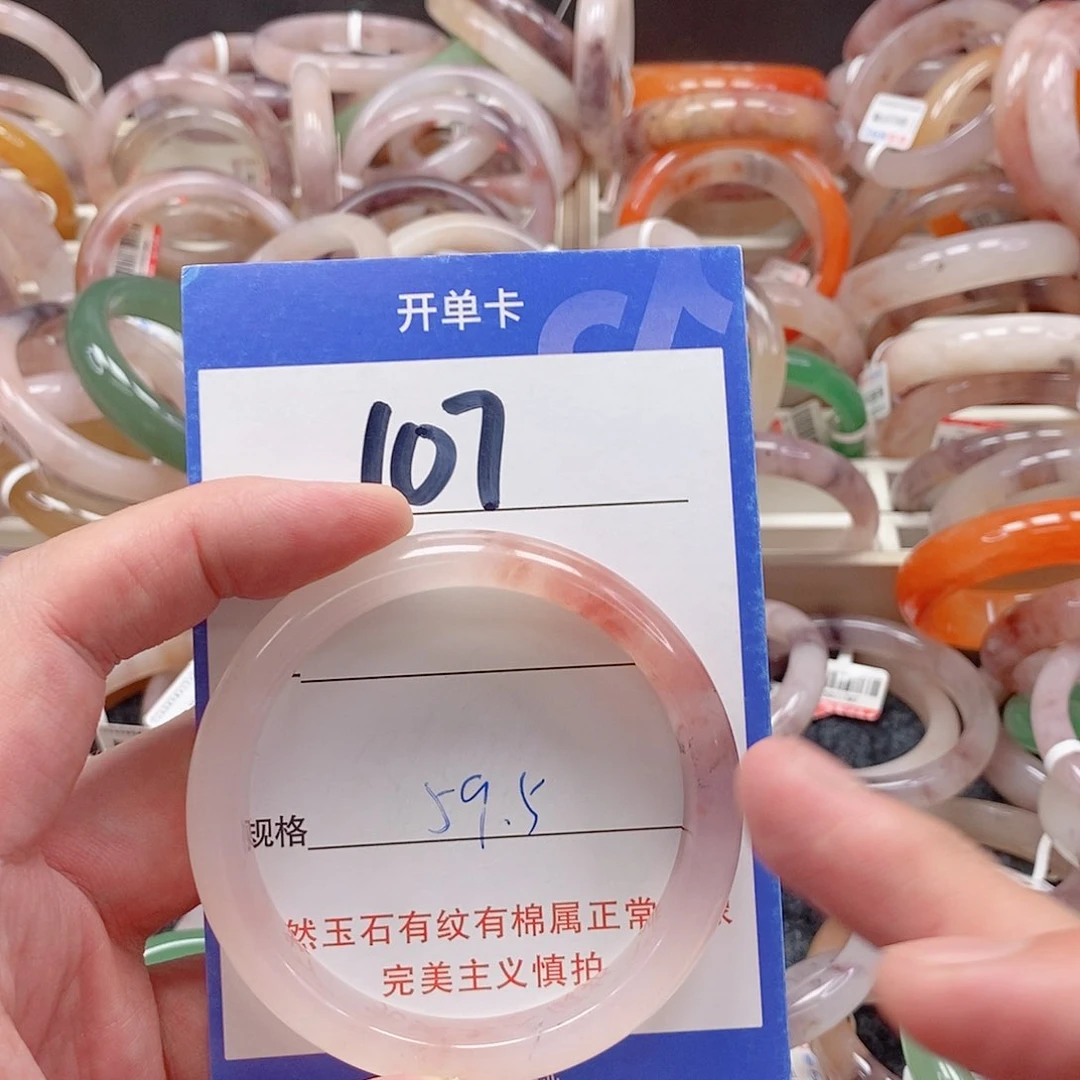 开单卡
107
规格 59.5
然玉石有纹有棉属正常
完美主义慎拍